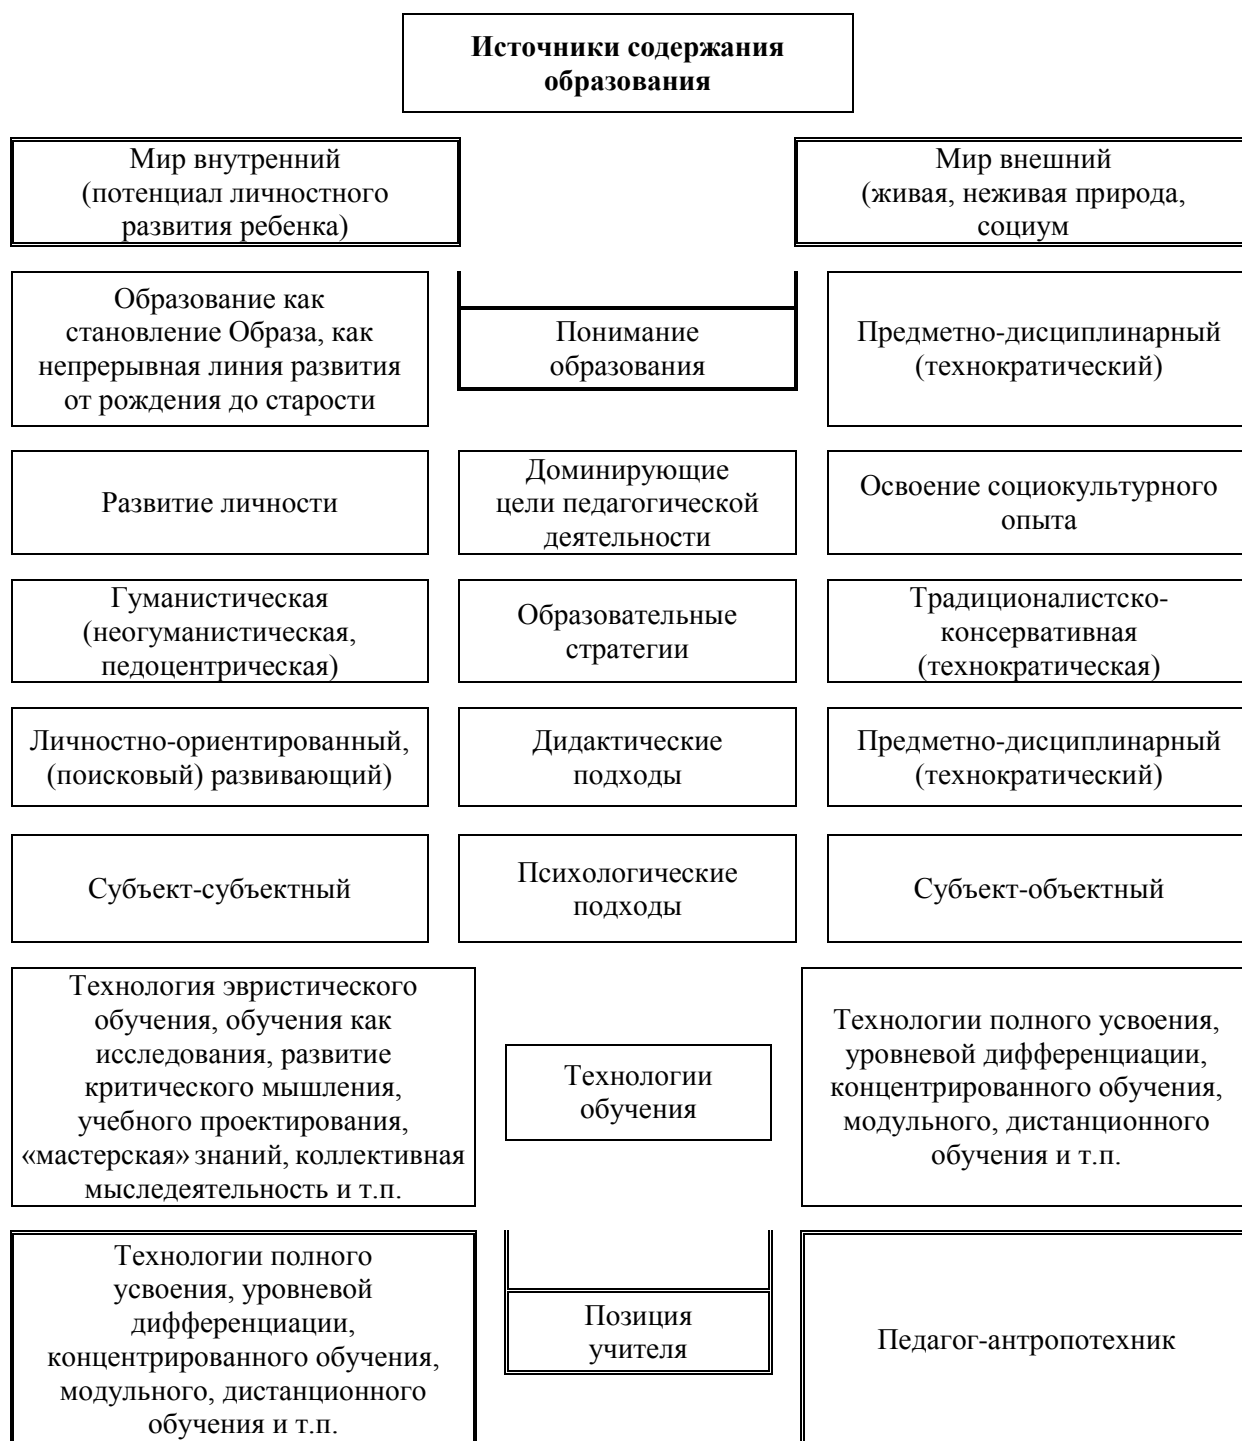 Источники содержания
образования
Мир внутренний
(потенциал личностного
развития ребенка)
Мир внешний
(живая, неживая природа,
социум
Образование как
становление Образа, как
непрерывная линия развития
от рождения до старости
Понимание
образования
Предметно-дисциплинарный
(технократический)
Развитие личности
Доминирующие
цели педагогической
деятельности
Освоение социокультурного
опыта
Гуманистическая
(неогуманистическая,
педоцентрическая)
Образовательные
стратегии
Традиционалистско-
консервативная
(технократическая)
Личностно-ориентированный,
(поисковый) развивающий)
Дидактические
подходы
Предметно-дисциплинарный
(технократический)
Субъект-субъектный
Психологические
подходы
Субъект-объектный
Технология эвристического
обучения, обучения как
исследования, развитие
критического мышления,
учебного проектирования,
«мастерская» знаний, коллективная
мыследеятельность и т.п.
Технологии
обучения
Технологии полного усвоения,
уровневой дифференциации,
концентрированного обучения,
модульного, дистанционного
обучения и т.п.
Технологии полного
усвоения, уровневой
дифференциации,
концентрированного обучения,
модульного, дистанционного
обучения и т.п.
Позиция
учителя
Педагог-антропотехник